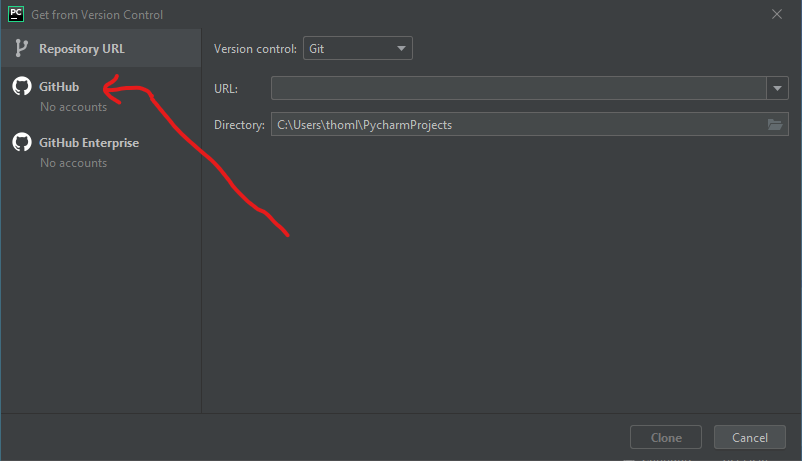 PC Get from Version Control
Repository URL
GitHub
No accounts
GitHub Enterprise
No accounts
Version control: Git
URL:
Directory: C:\Users\thoml\PycharmProjects
Clone Cancel